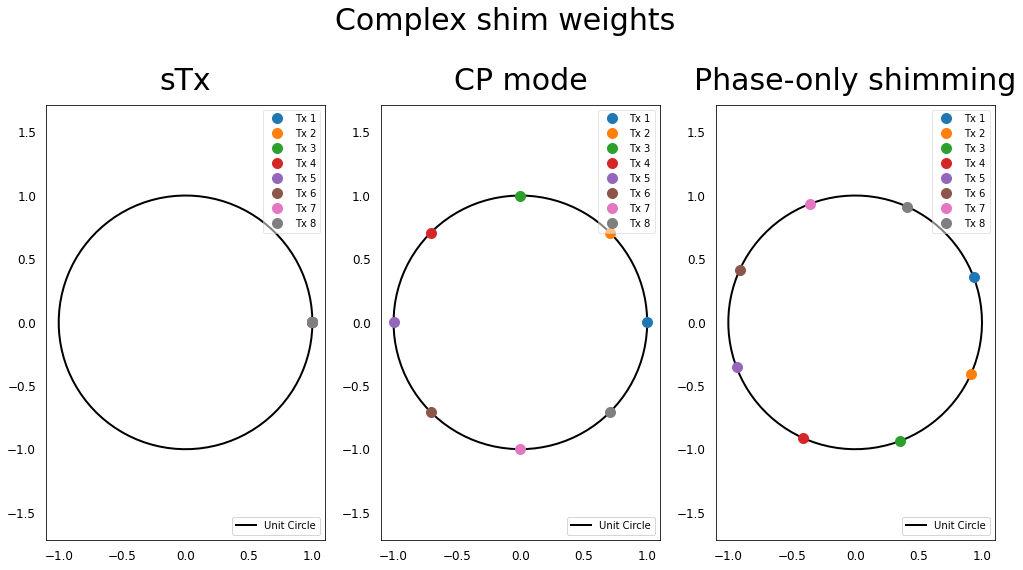 Complex shim weights
sTx
1.5
1.0
0.5
0.0
−0.5
−1.0
−1.5
−1.0 −0.5 0.0 0.5 1.0
Tx 1
Tx 2
Tx 3
Tx 4
Tx 5
Tx 6
Tx 7
Tx 8
Unit Circle
CP mode
1.5
1.0
0.5
0.0
−0.5
−1.0
−1.5
−1.0 −0.5 0.0 0.5 1.0
Tx 1
Tx 2
Tx 3
Tx 4
Tx 5
Tx 6
Tx 7
Tx 8
Unit Circle
Phase-only shimming
1.5
1.0
0.5
0.0
−0.5
−1.0
−1.5
−1.0 −0.5 0.0 0.5 1.0
Tx 1
Tx 2
Tx 3
Tx 4
Tx 5
Tx 6
Tx 7
Tx 8
Unit Circle